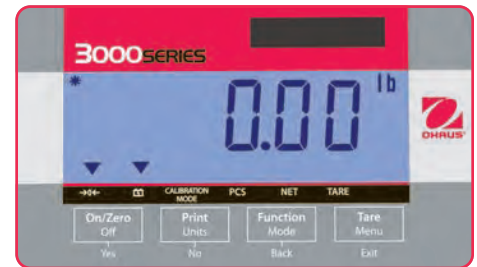 3000SERIES
* 0.00 lb
OHAUS®
→0← CALIBRATION MODE PCS NET TARE
On/Zero Print Function Tare
Off Units Mode Menu
Yes No Back Exit